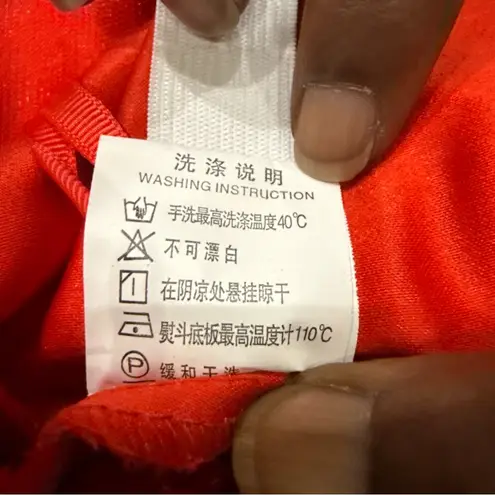 洗涤说明
WASHING INSTRUCTION
手洗最高洗涤温度40℃
不可漂白
在阴凉处悬挂晾干
熨斗底板最高温度计110℃
P 缓和干洗